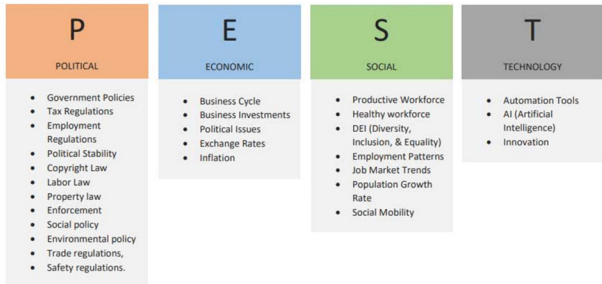 P
POLITICAL
• Government Policies
• Tax Regulations
• Employment
Regulations
• Political Stability
• Copyright Law
• Labor Law
• Property law
• Enforcement
• Social policy
• Environmental policy
• Trade regulations,
• Safety regulations.
E
ECONOMIC
• Business Cycle
• Business Investments
• Political Issues
• Exchange Rates
• Inflation
S
SOCIAL
• Productive Workforce
• Healthy workforce
• DEI (Diversity,
Inclusion, & Equality)
• Employment Patterns
• Job Market Trends
• Population Growth
Rate
• Social Mobility
T
TECHNOLOGY
• Automation Tools
• AI (Artificial
Intelligence)
• Innovation